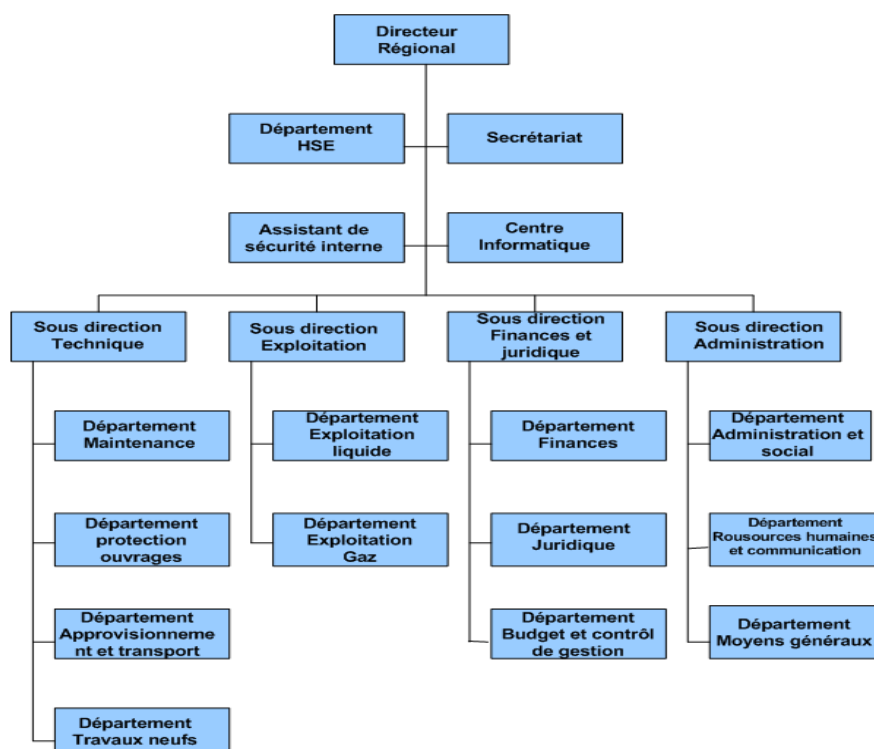 Directeur
Régional
Département
HSE
Secrétariat
Assistant de
sécurité interne
Centre
Informatique
Sous direction
Technique
Sous direction
Exploitation
Sous direction
Finances et
juridique
Sous direction
Administration
Département
Maintenance
Département
Exploitation
liquide
Département
Finances
Département
Administration et
social
Département
protection
ouvrages
Département
Exploitation
Gaz
Département
Juridique
Département
Rousources humaines
et communication
Département
Approvisionneme
nt et transport
Département
Budget et contrôl
de gestion
Département
Moyens généraux
Département
Travaux neufs